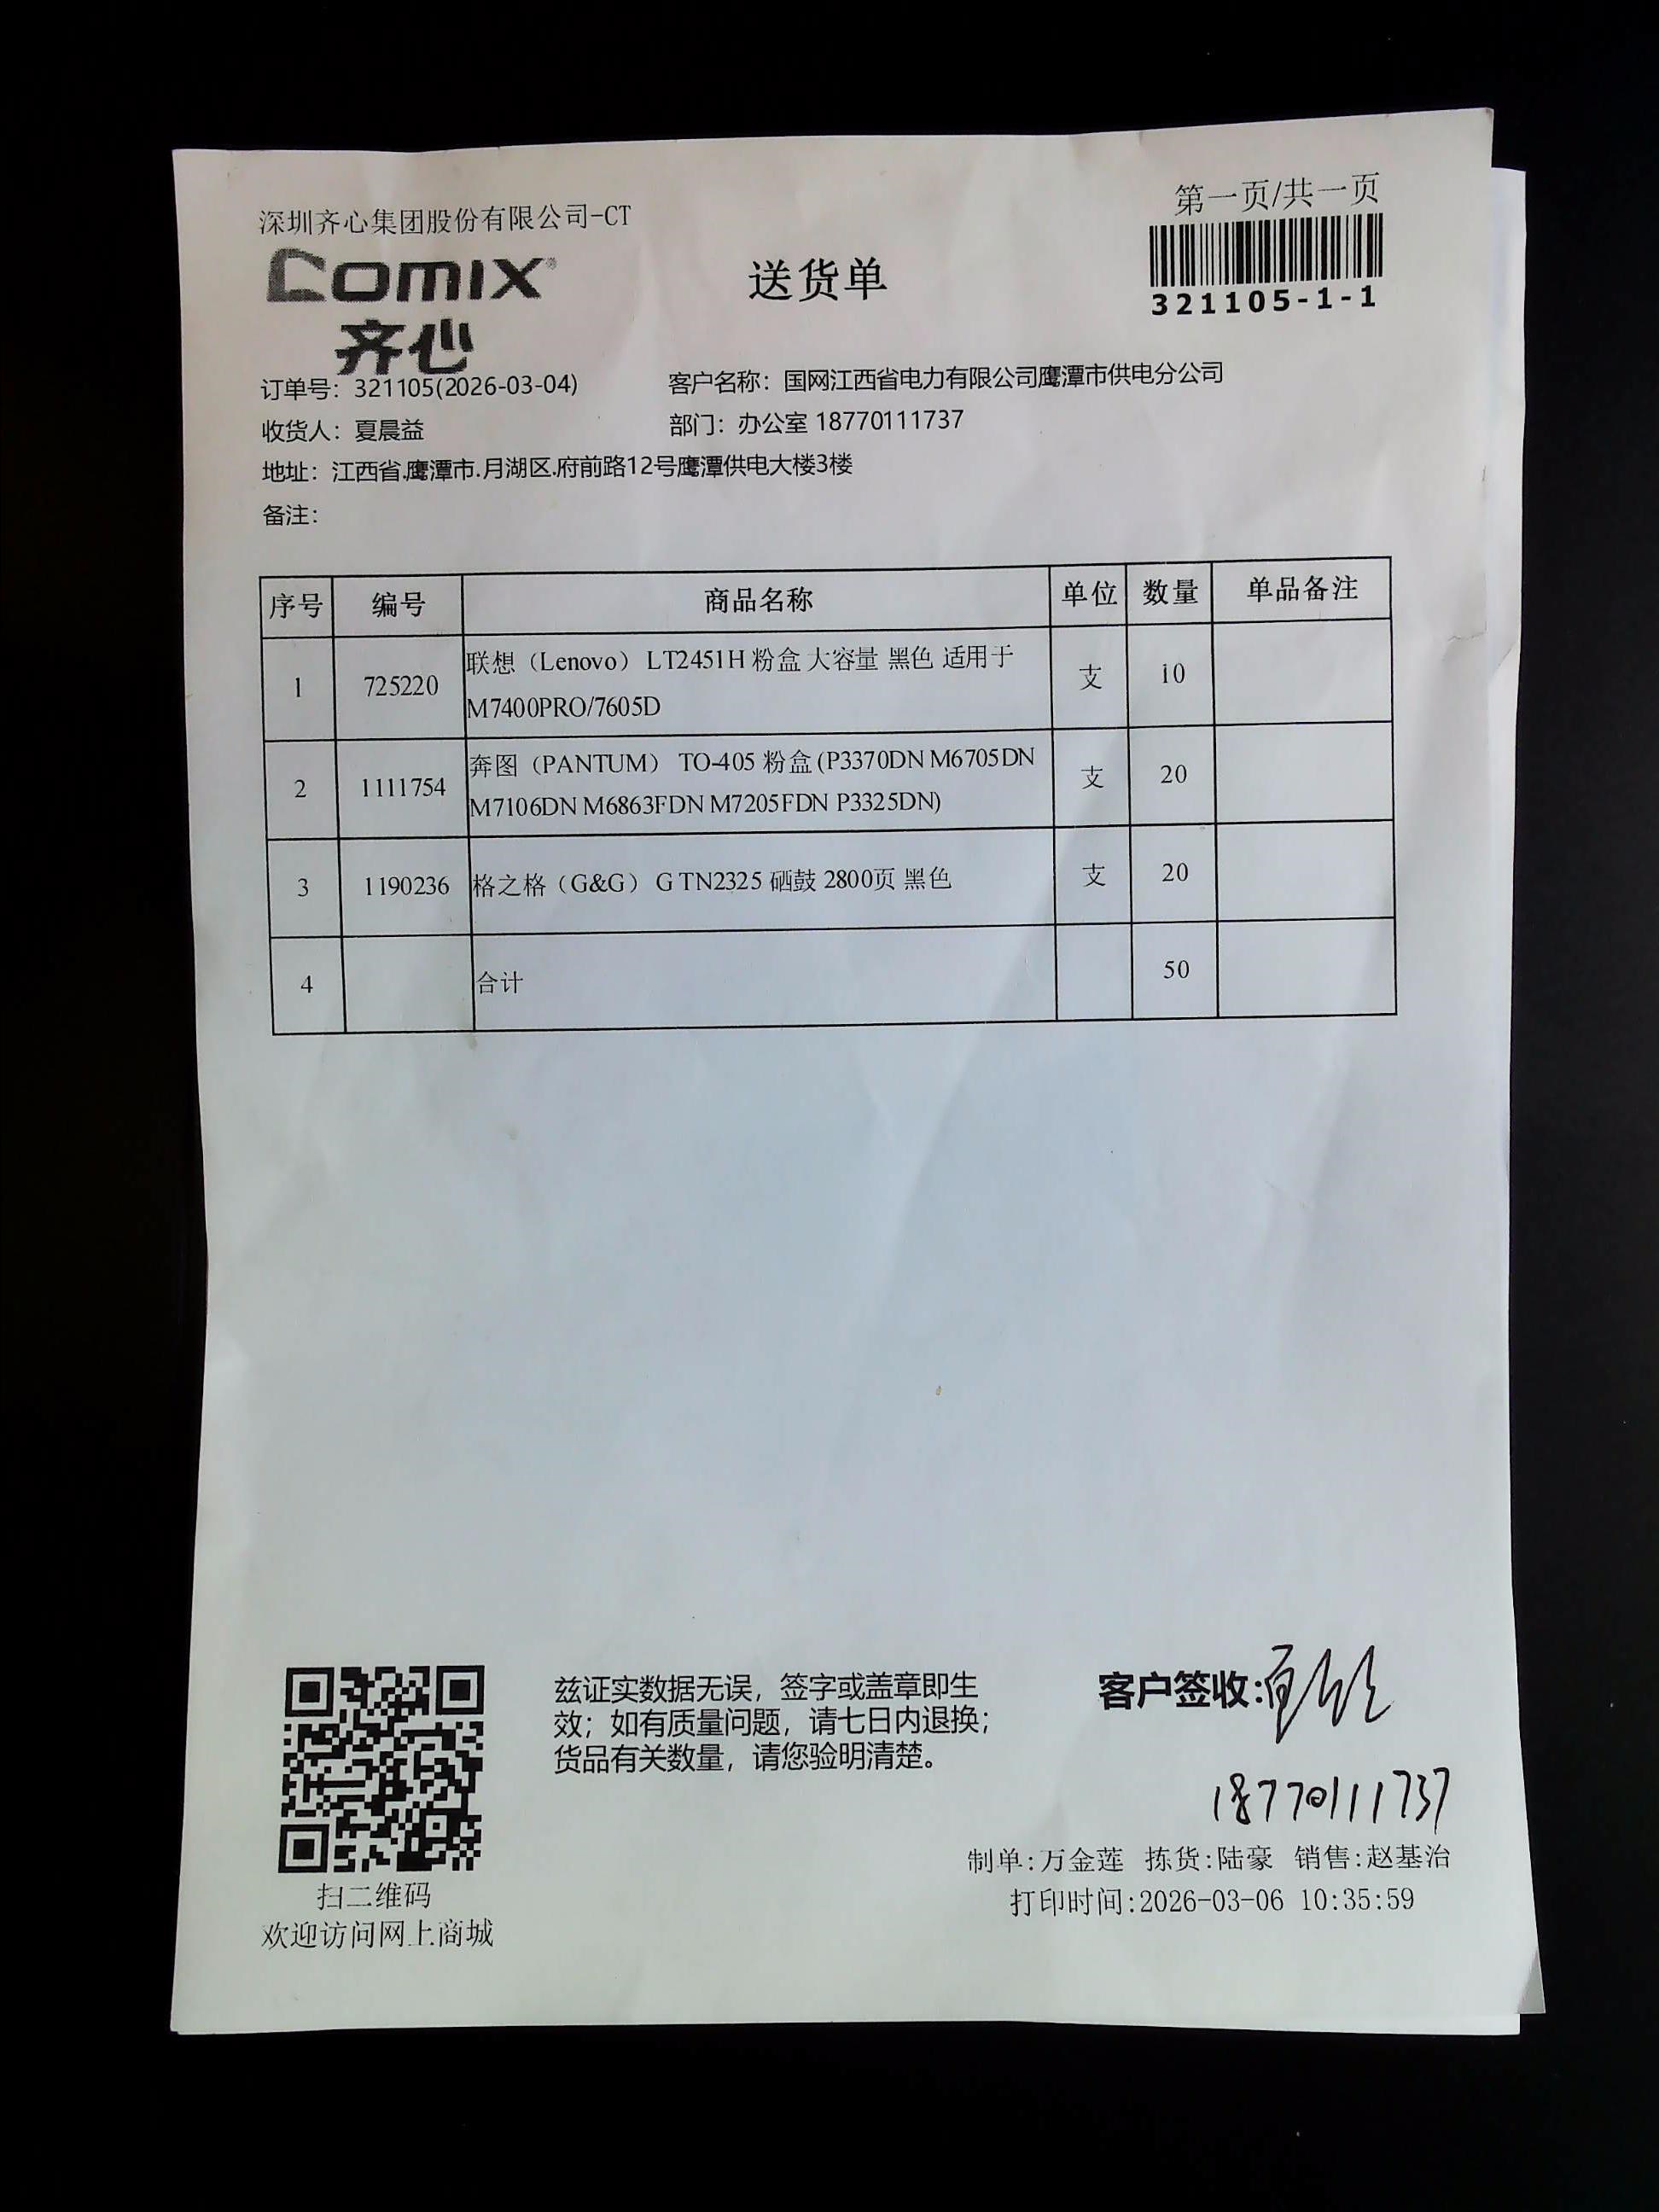 第一页/共一页
深圳齐心集团股份有限公司-CT
comix®
齐心
送货单
321105-1-1
订单号：321105(2026-03-04)
客户名称：国网江西省电力有限公司鹰潭市供电分公司
收货人：夏晨益
部门：办公室 18770111737
地址：江西省.鹰潭市.月湖区.府前路12号鹰潭供电大楼3楼
备注：
序号 编号 商品名称 单位 数量 单品备注
1 725220 联想（Lenovo） LT2451H 粉盒 大容量 黑色 适用于
M7400PRO/7605D 支 10
2 1111754 奔图（PANTUM） TO-405 粉盒 (P3370DN M6705DN
M7106DN M6863FDN M7205FDN P3325DN) 支 20
3 1190236 格之格（G&G） G TN2325 硒鼓 2800页 黑色 支 20
4 合计 50
兹证实数据无误，签字或盖章即生
效；如有质量问题，请七日内退换；
货品有关数量，请您验明清楚。
客户签收:
18770111737
制单:万金莲 拣货:陆豪 销售:赵基治
打印时间:2026-03-06 10:35:59
扫二维码
欢迎访问网上商城